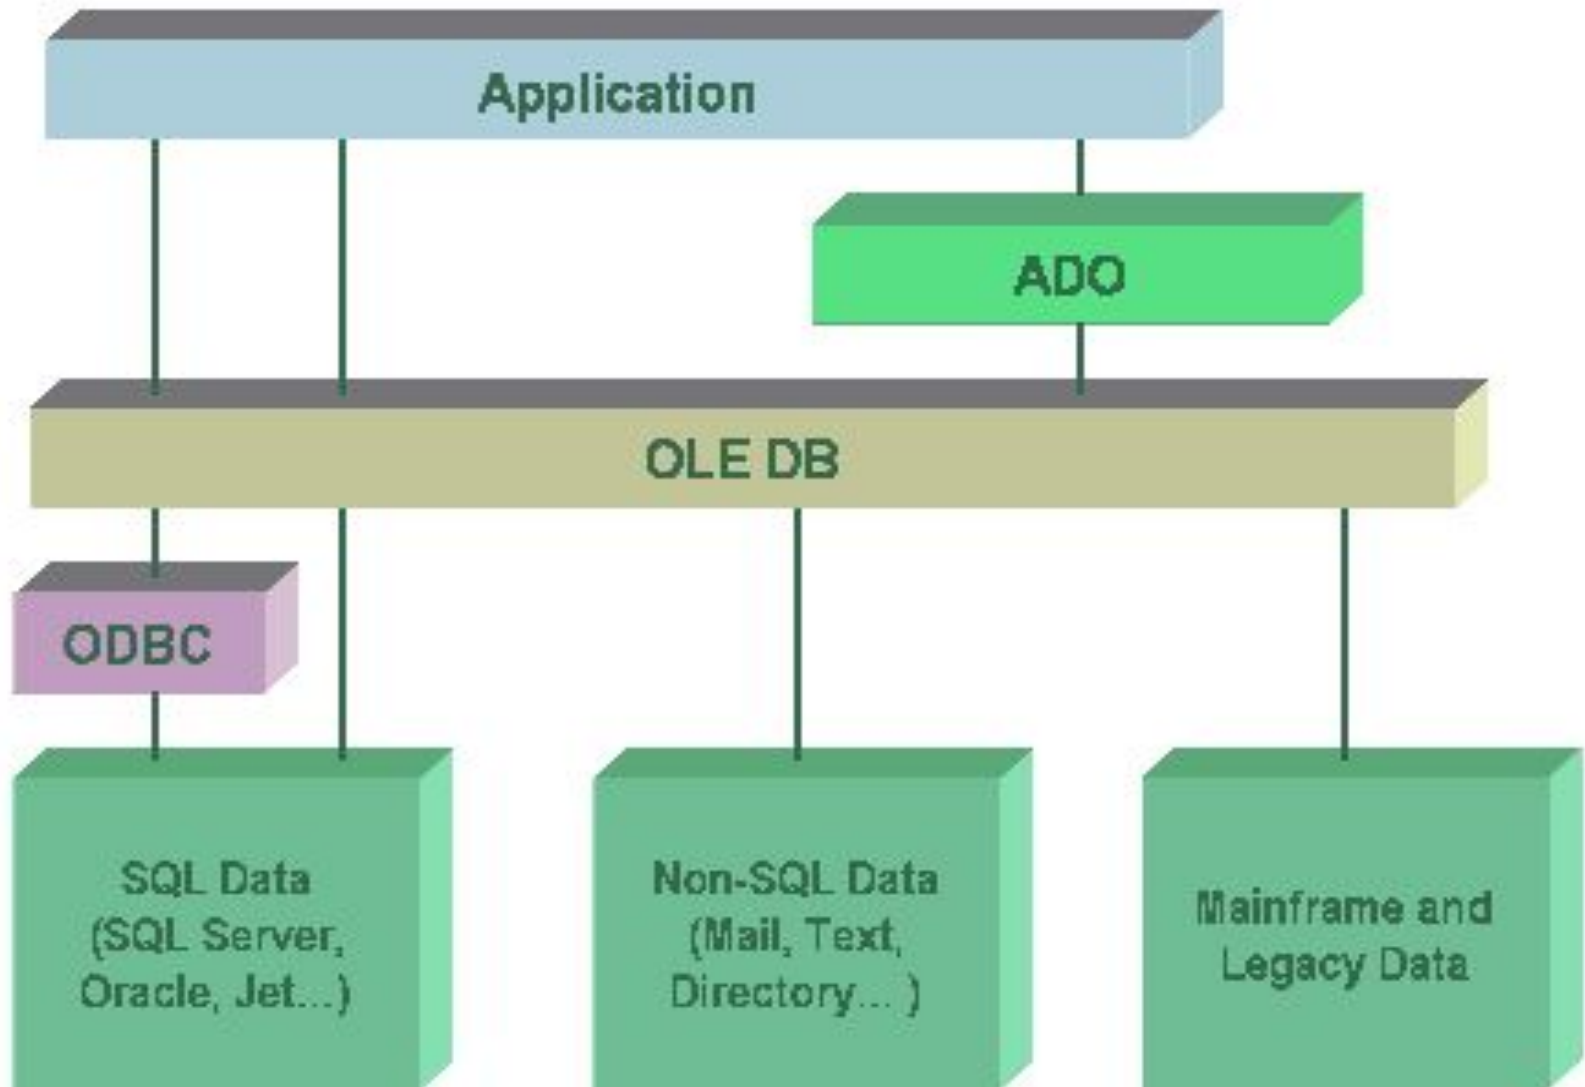 Application
ADO
OLE DB
ODBC
SQL Data
(SQL Server,
Oracle, Jet...)
Non-SQL Data
(Mail, Text,
Directory... )
Mainframe and
Legacy Data